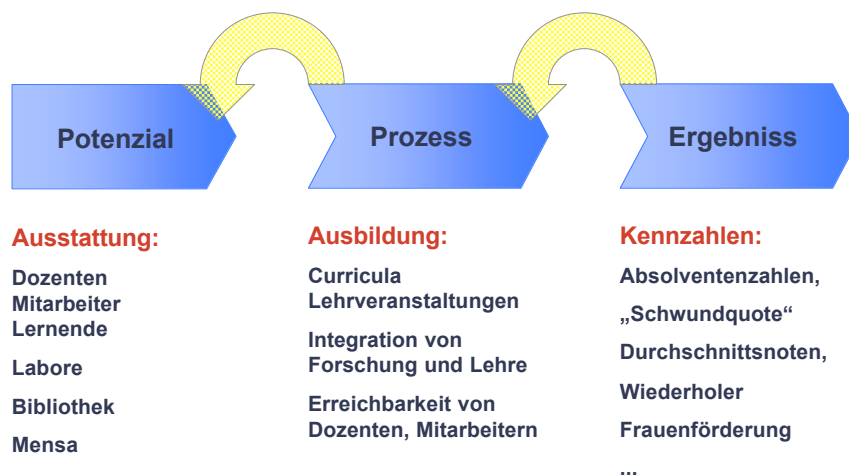 Potenzial
Prozess
Ergebniss
Ausstattung:
Dozenten
Mitarbeiter
Lernende
Labore
Bibliothek
Mensa
Ausbildung:
Curricula
Lehrveranstaltungen
Integration von
Forschung und Lehre
Erreichbarkeit von
Dozenten, Mitarbeitern
Kennzahlen:
Absolventenzahlen,
„Schwundquote“
Durchschnittsnoten,
Wiederholer
Frauenförderung
...